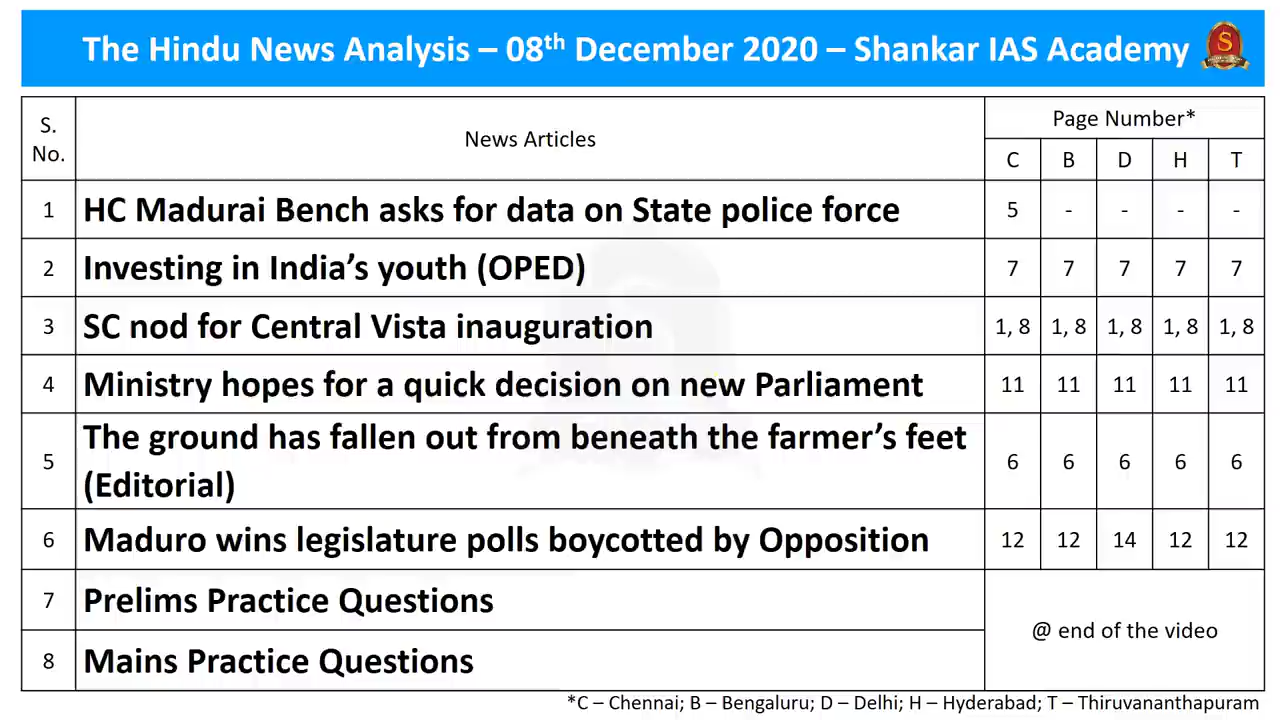 The Hindu News Analysis – 08th December 2020 – Shankar IAS Academy
S. No. News Articles Page Number*
C B D H T
1 HC Madurai Bench asks for data on State police force 5 - - - -
2 Investing in India’s youth (OPED) 7 7 7 7 7
3 SC nod for Central Vista inauguration 1, 8 1, 8 1, 8 1, 8 1, 8
4 Ministry hopes for a quick decision on new Parliament 11 11 11 11 11
5 The ground has fallen out from beneath the farmer’s feet
(Editorial) 6 6 6 6 6
6 Maduro wins legislature polls boycotted by Opposition 12 12 14 12 12
7 Prelims Practice Questions
8 Mains Practice Questions
@ end of the video
*C – Chennai; B – Bengaluru; D – Delhi; H – Hyderabad; T – Thiruvananthapuram